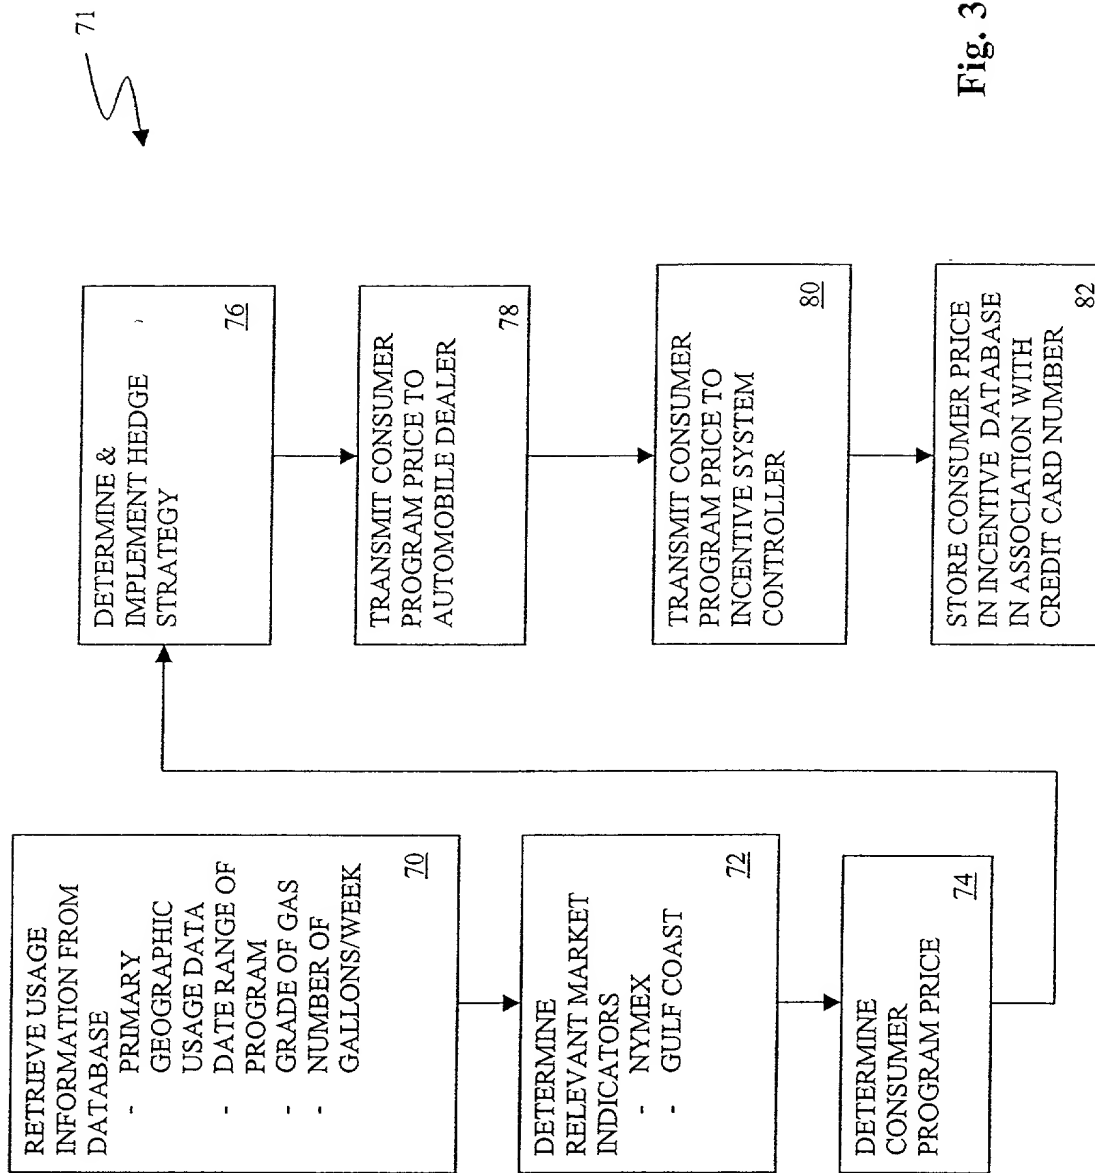 RETRIEVE USAGE
INFORMATION FROM
DATABASE
- PRIMARY
GEOGRAPHIC
USAGE DATA
- DATE RANGE OF
PROGRAM
- GRADE OF GAS
- NUMBER OF
GALLONS/WEEK
70
DETERMINE
RELEVANT MARKET
INDICATORS
- NYMEX
- GULF COAST
72
DETERMINE
CONSUMER
PROGRAM PRICE
74
DETERMINE &
IMPLEMENT HEDGE
STRATEGY
76
TRANSMIT CONSUMER
PROGRAM PRICE TO
AUTOMOBILE DEALER
78
TRANSMIT CONSUMER
PROGRAM PRICE TO
INCENTIVE SYSTEM
CONTROLLER
80
STORE CONSUMER PRICE
IN INCENTIVE DATABASE
IN ASSOCIATION WITH
CREDIT CARD NUMBER
82
71
Fig. 3